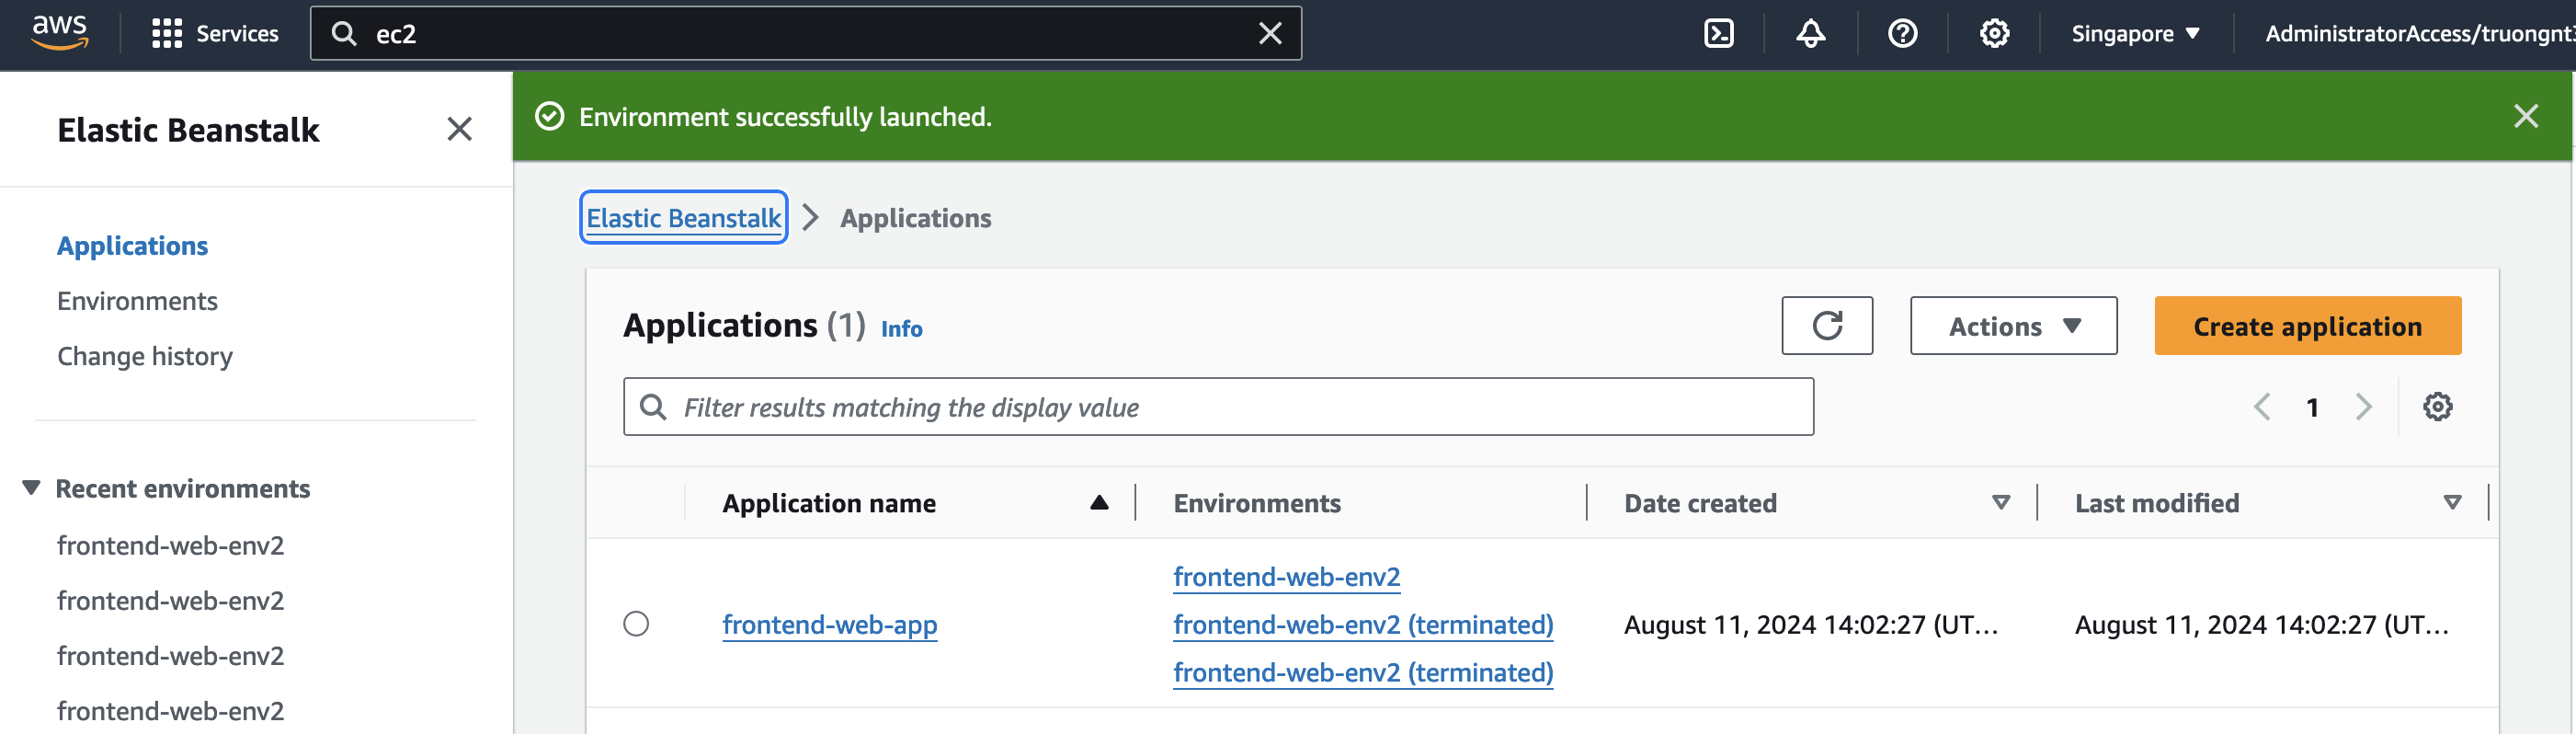 aws Services ec2 Singapore AdministratorAccess/truongnt
Elastic Beanstalk
Environment successfully launched.
Elastic Beanstalk Applications
Applications
Environments
Change history
Applications (1) Info Actions Create application
Filter results matching the display value 1
Recent environments
frontend-web-env2
frontend-web-env2
frontend-web-env2
frontend-web-env2
Application name Environments Date created Last modified
frontend-web-env2
frontend-web-app frontend-web-env2 (terminated) August 11, 2024 14:02:27 (UT... August 11, 2024 14:02:27 (UT...
frontend-web-env2 (terminated)